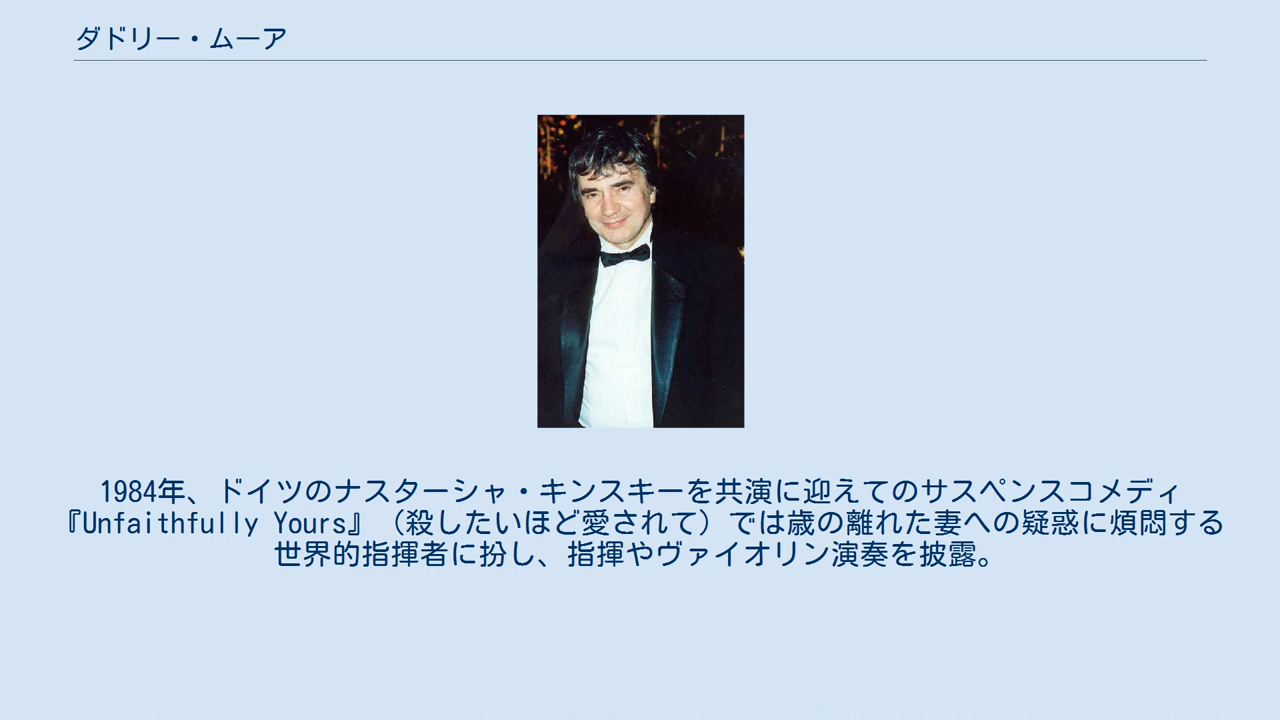 ダドリー・ムーア
1984年、ドイツのナスターシャ・キンスキーを共演に迎えてのサスペンスコメディ
『Unfaithfully Yours』（殺したいほど愛されて）では歳の離れた妻への疑惑に煩悶する
世界的指揮者に扮し、指揮やヴァイオリン演奏を披露。